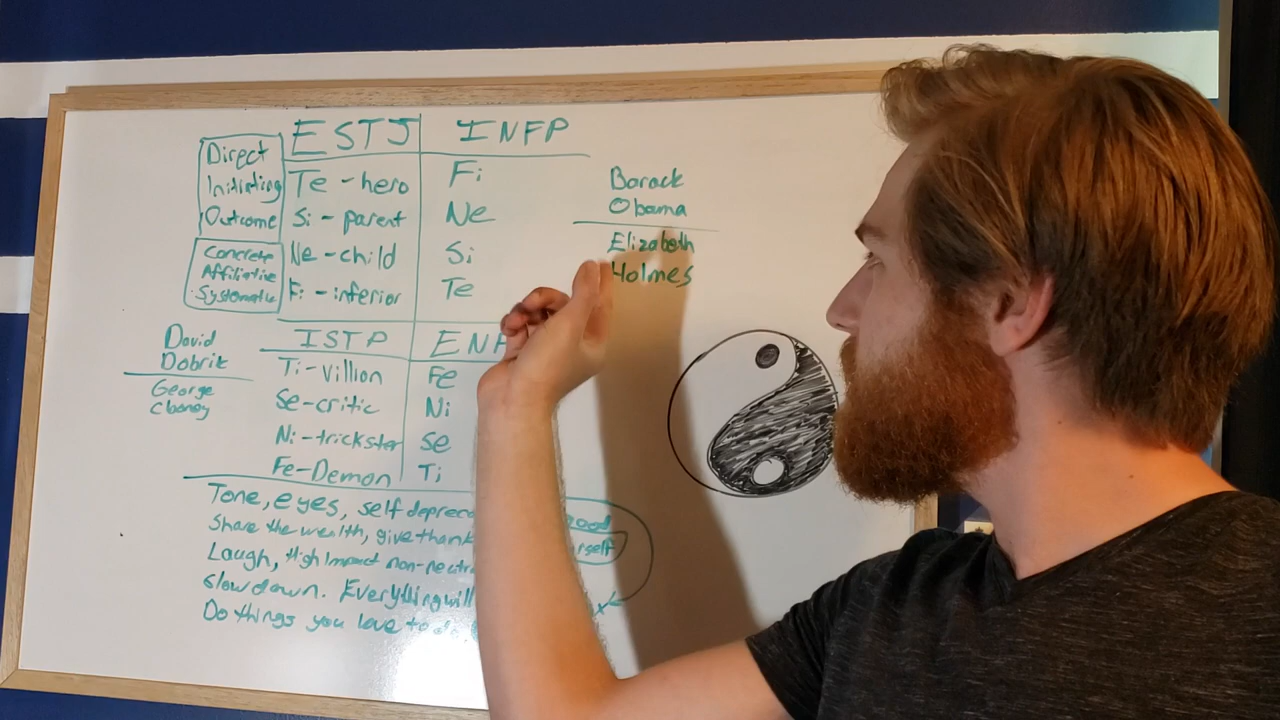 ESTJ INFP
Direct
Initiating
Outcome
Te - hero Fi
Si - parent Ne
Ne - child Si
Fi - inferior Te
Concrete
Affiliative
Systematic
Barack
Obama
Elizabeth
Holmes
David
Dobrik
George
Clooney
ISTP ENF
Ti - villion Fe
Se - critic Ni
Ni - trickster Se
Fe - Demon Ti
Tone, eyes, self
Share the wealth, give thank
Laugh, High Impact non-neutr
Slow down. Everything will
Do things you love to